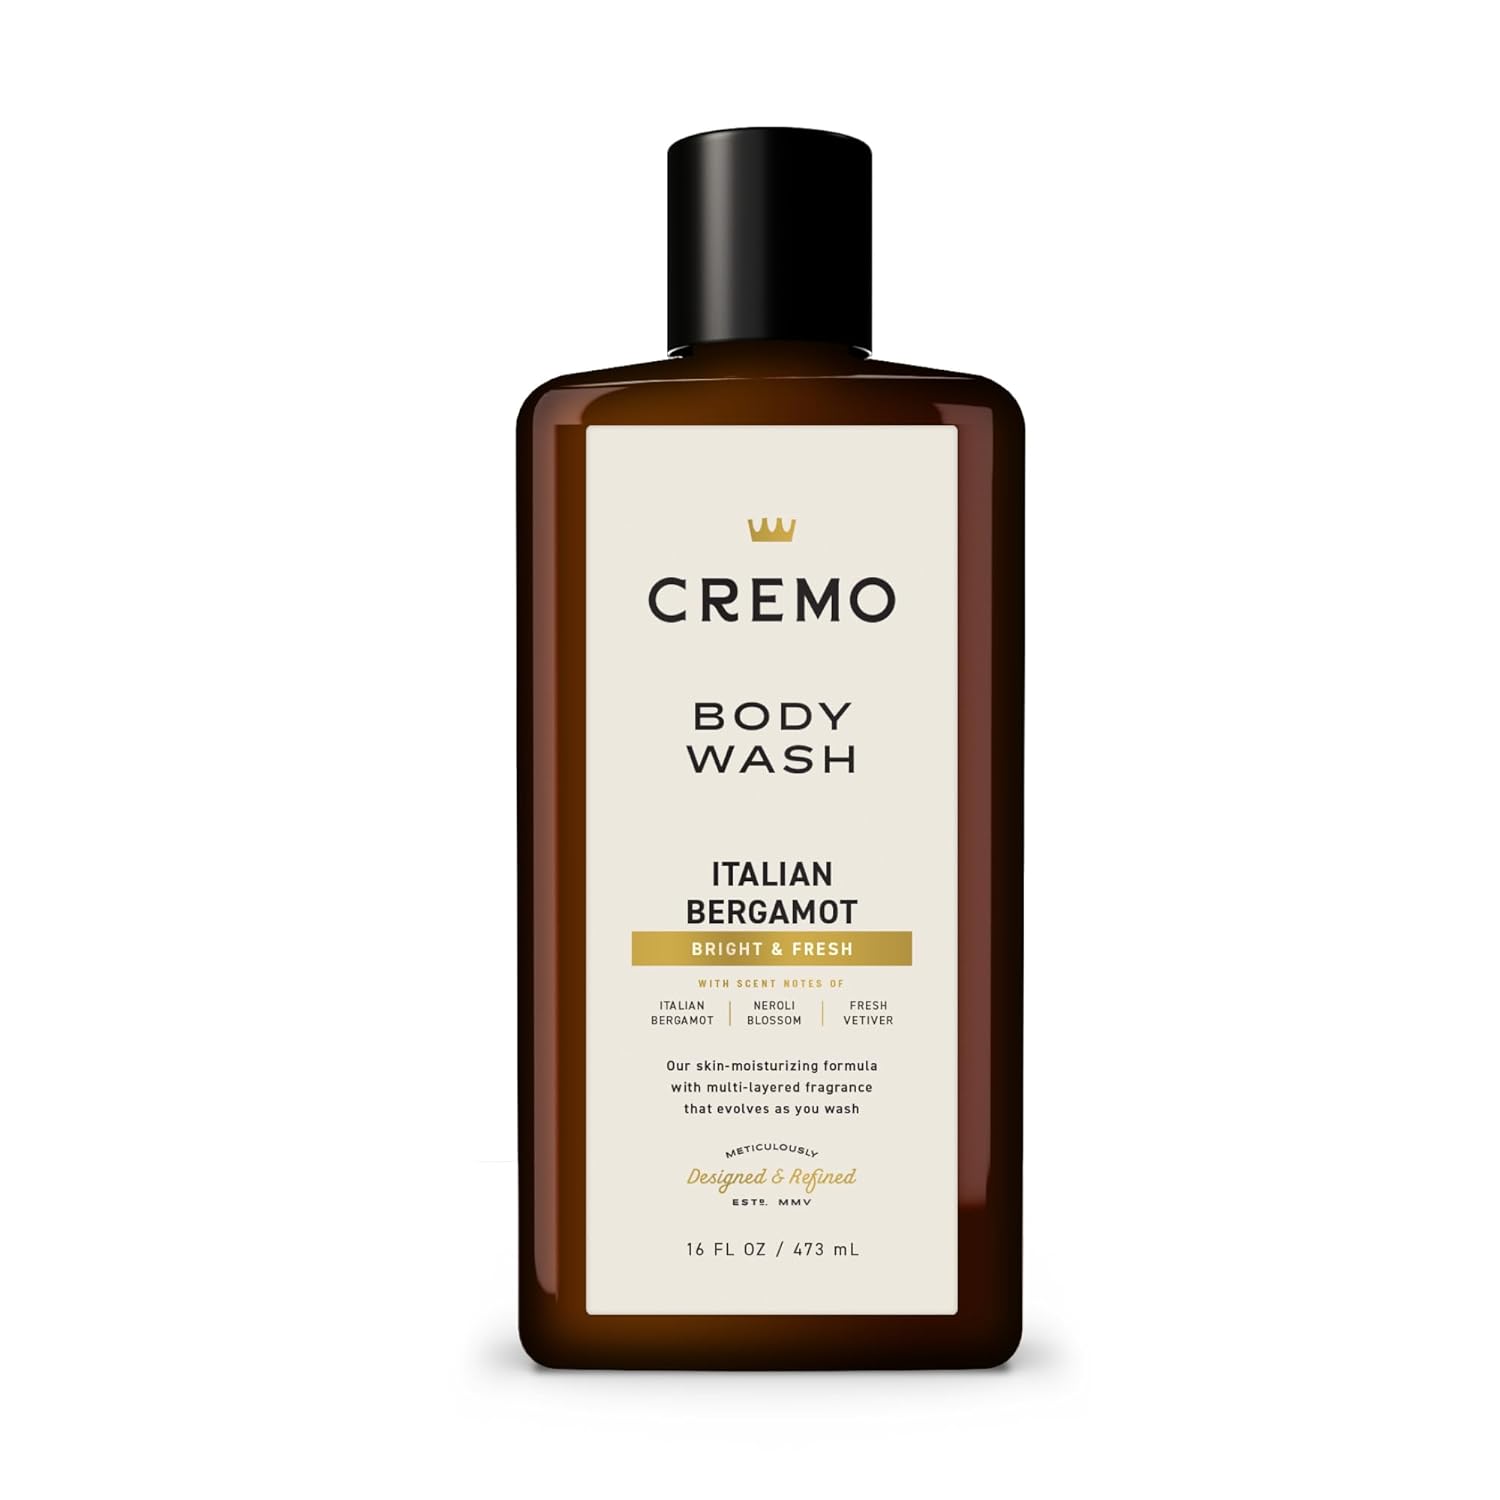 CREMO
BODY
WASH
ITALIAN
BERGAMOT
BRIGHT & FRESH
WITH SCENT NOTES OF
ITALIAN
BERGAMOT
NEROLI
BLOSSOM
FRESH
VETIVER
Our skin-moisturizing formula
with multi-layered fragrance
that evolves as you wash
METICULOUSLY
Designed & Refined
ESTD. MMV
16 FL OZ / 473 mL